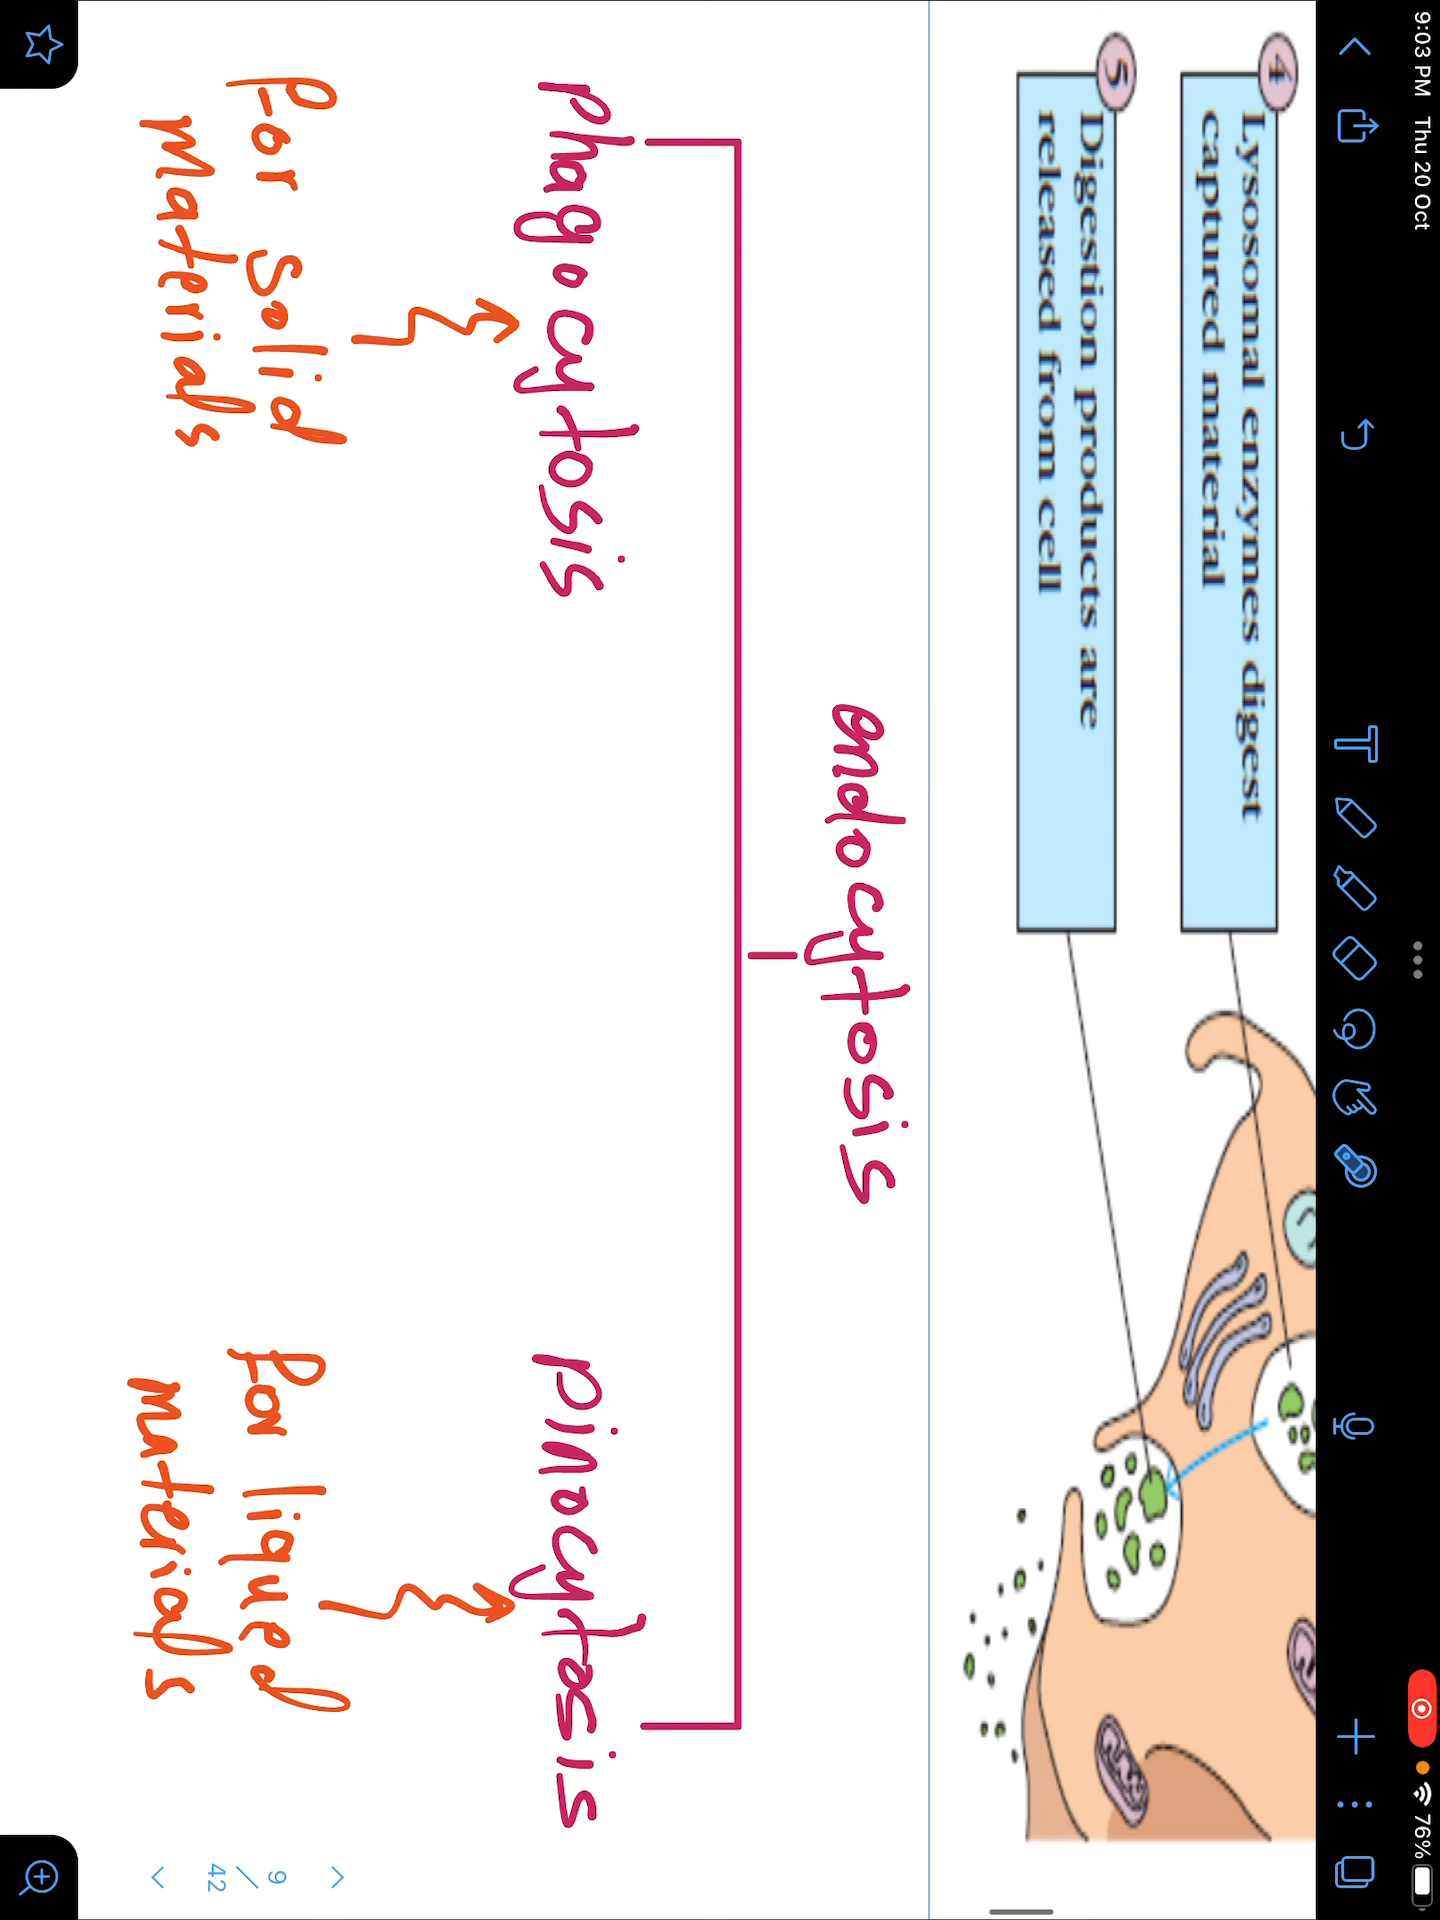 9:03 PM Thu 20 Oct
76%
4
Lysosomal enzymes digest
captured material
5
Digestion products are
released from cell
endocytosis
phagocytosis
pinocytosis
For solid
Materials
for liqued
materials
9 / 42